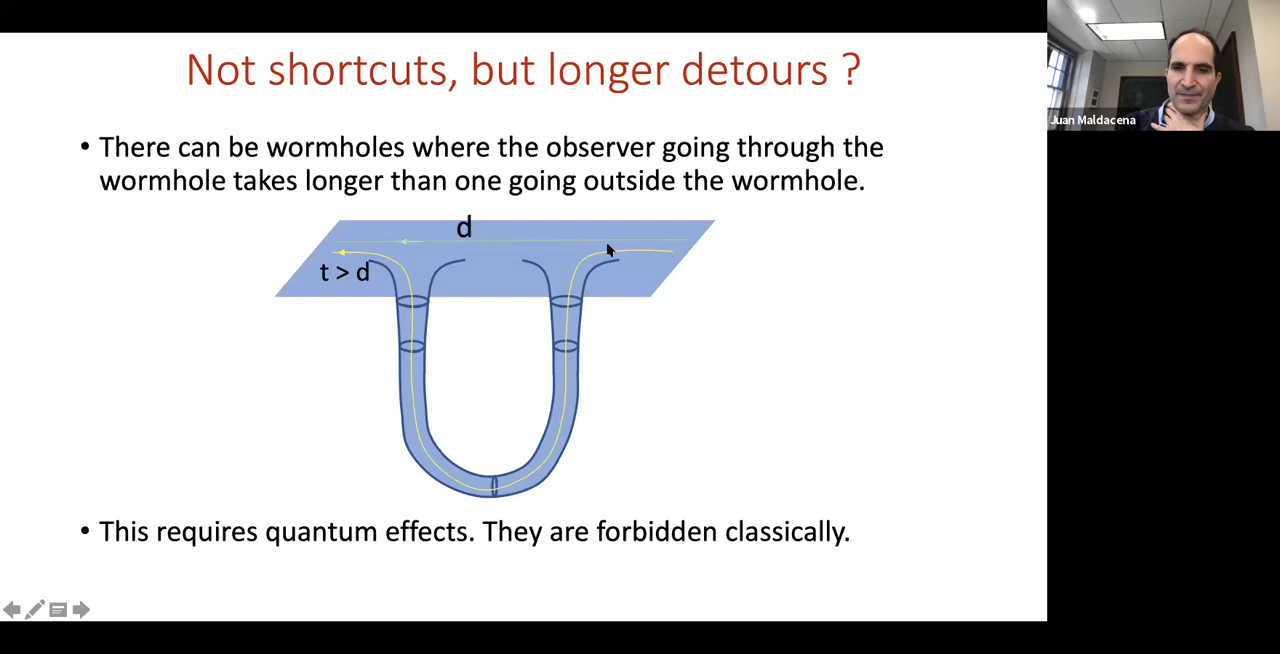 Not shortcuts, but longer detours ?
Juan Maldacena
• There can be wormholes where the observer going through the
wormhole takes longer than one going outside the wormhole.
d
t > d
• This requires quantum effects. They are forbidden classically.